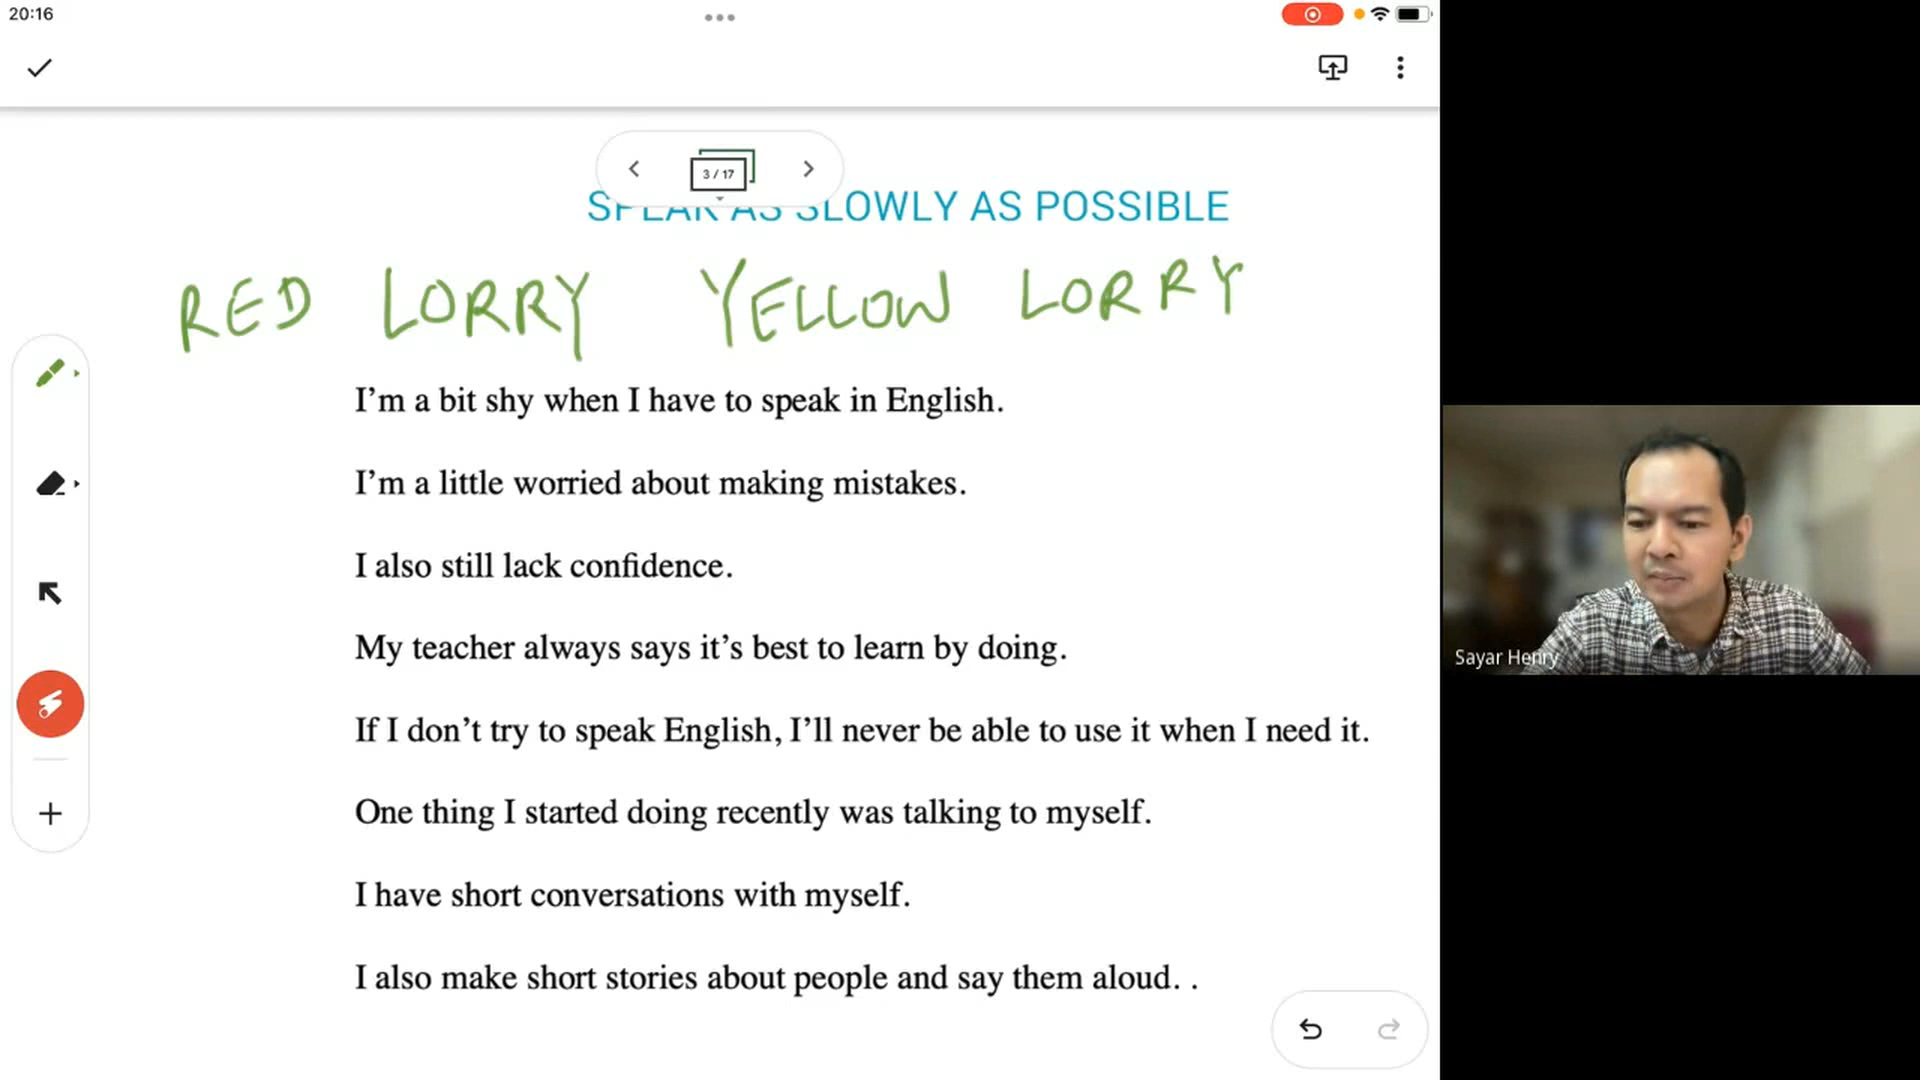 20:16
3 / 17
SPEAK AS SLOWLY AS POSSIBLE
RED LORRY YELLOW LORRY
I’m a bit shy when I have to speak in English.
I’m a little worried about making mistakes.
I also still lack confidence.
My teacher always says it’s best to learn by doing.
If I don’t try to speak English, I’ll never be able to use it when I need it.
One thing I started doing recently was talking to myself.
I have short conversations with myself.
I also make short stories about people and say them aloud. .
Sayar Henry